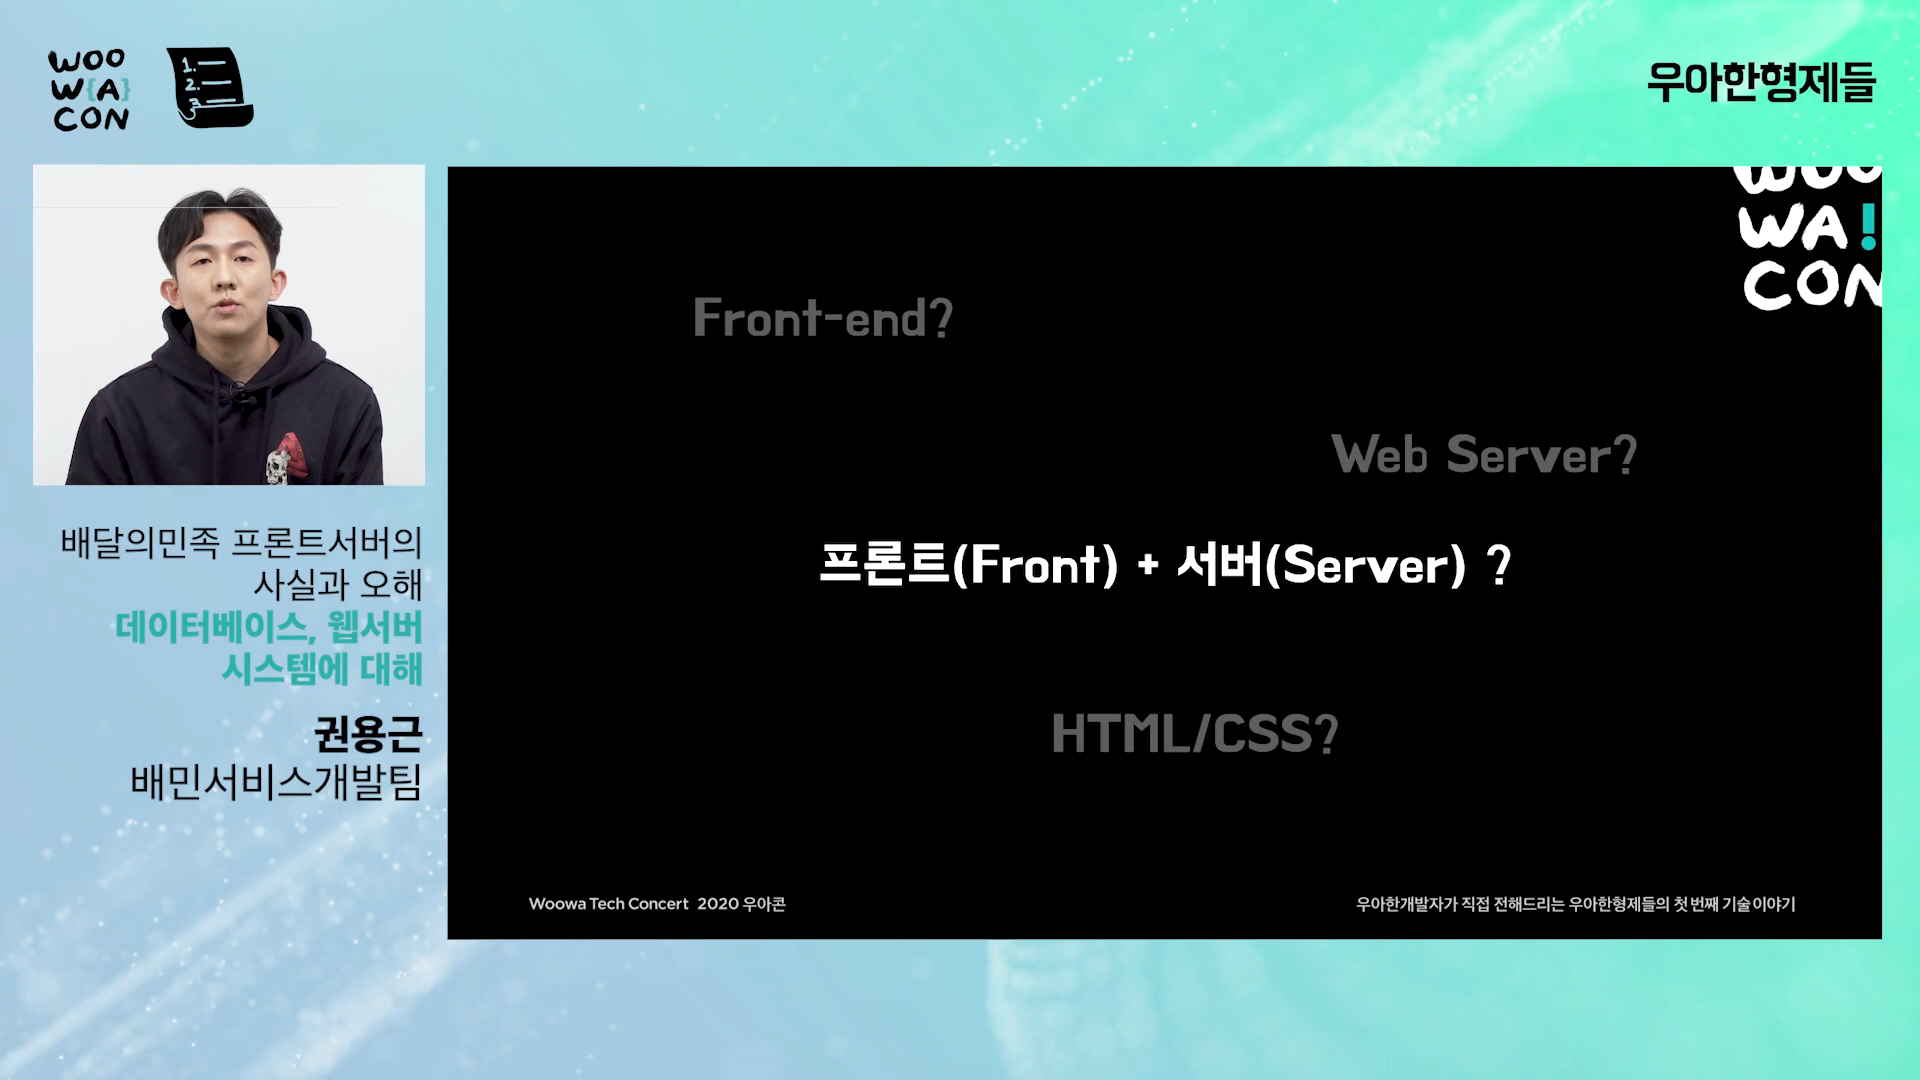 WOO
W{A}
CON
1.
2.
3.
우아한형제들
배달의민족 프론트서버의
사실과 오해
데이터베이스, 웹서버
시스템에 대해
권용근
배민서비스개발팀
WOO
WA!
CON
Front-end?
Web Server?
프론트(Front) + 서버(Server) ?
HTML/CSS?
Woowa Tech Concert 2020 우아콘
우아한개발자가 직접 전해드리는 우아한형제들의 첫 번째 기술 이야기